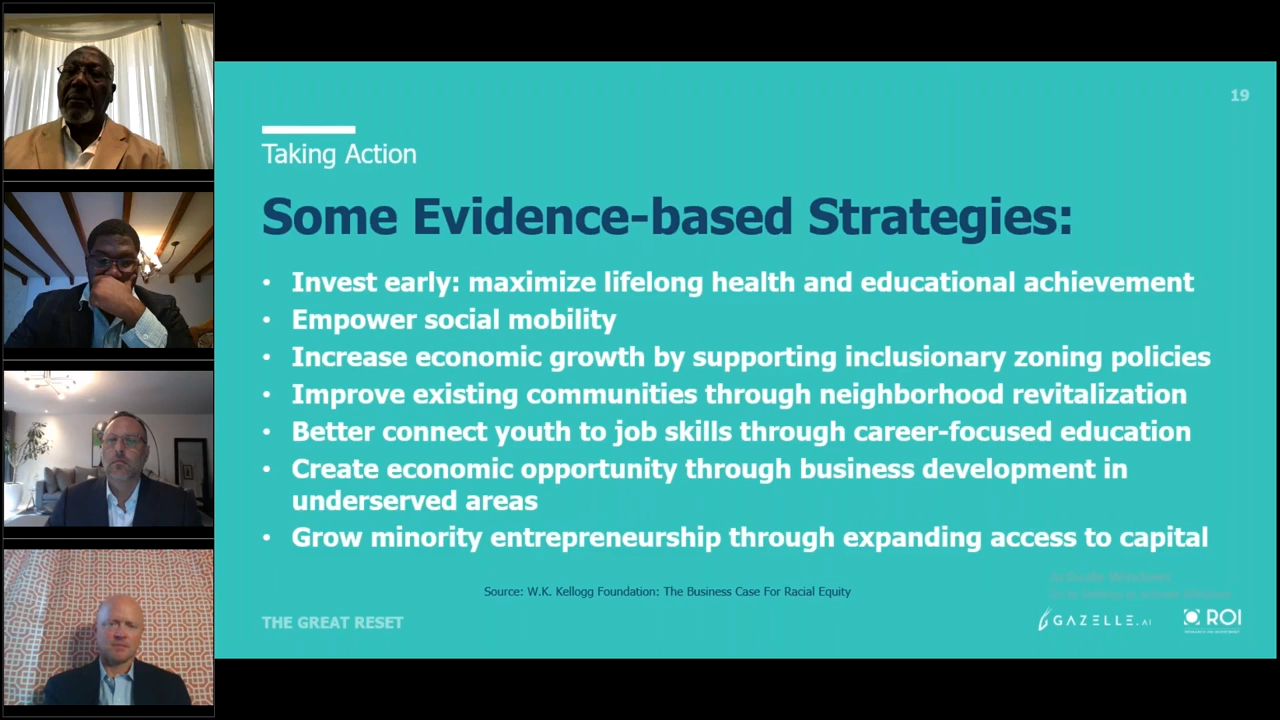 19
Taking Action
Some Evidence-based Strategies:
• Invest early: maximize lifelong health and educational achievement
• Empower social mobility
• Increase economic growth by supporting inclusionary zoning policies
• Improve existing communities through neighborhood revitalization
• Better connect youth to job skills through career-focused education
• Create economic opportunity through business development in
underserved areas
• Grow minority entrepreneurship through expanding access to capital
Source: W.K. Kellogg Foundation: The Business Case For Racial Equity
Activate Windows
THE GREAT RESET
GAZELLE.AI
ROI